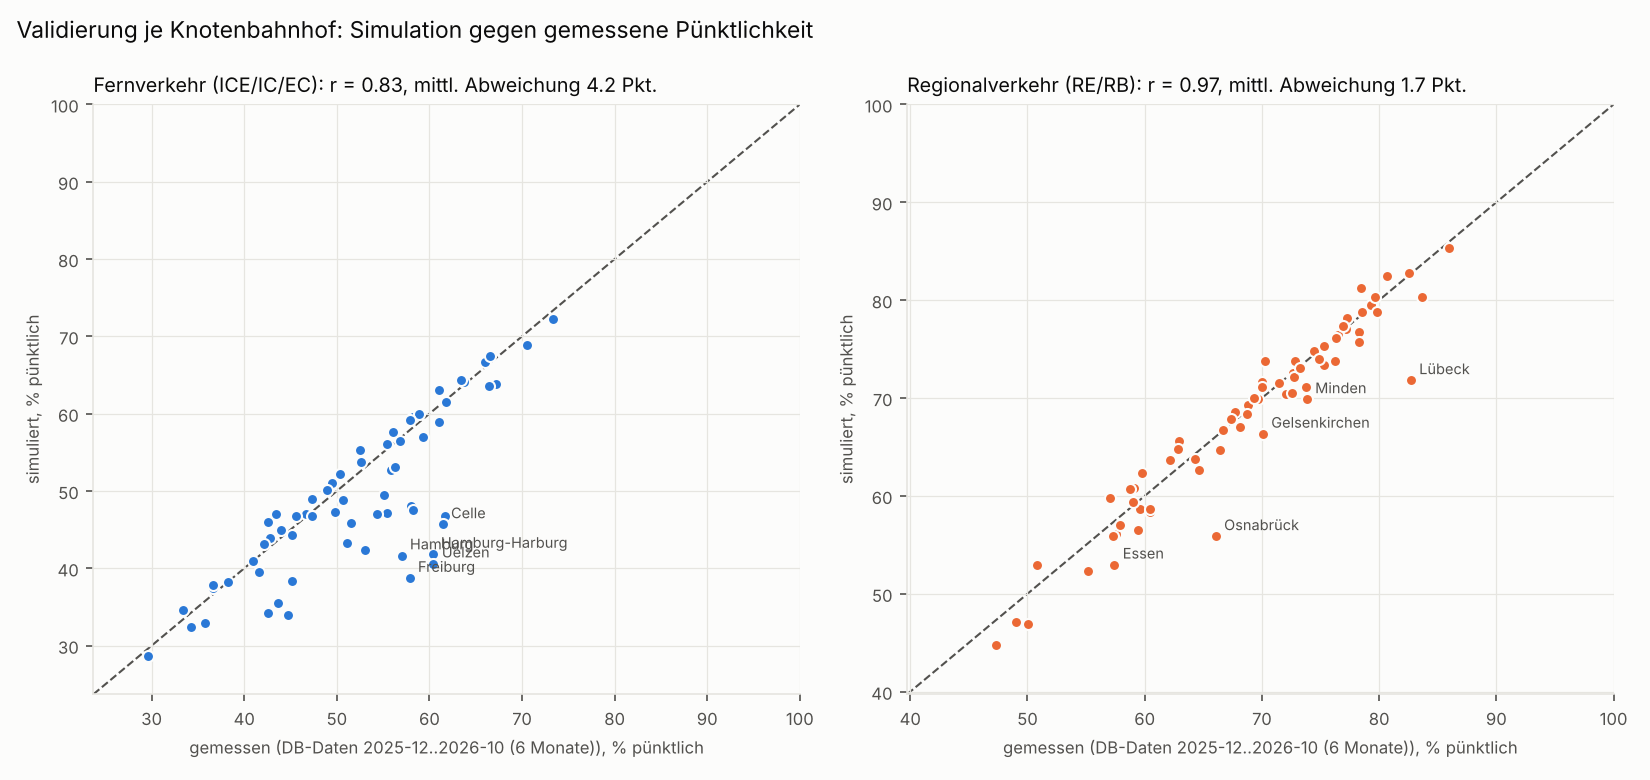 Validierung je Knotenbahnhof: Simulation gegen gemessene Pünktlichkeit
Fernverkehr (ICE/IC/EC): r = 0.83, mittl. Abweichung 4.2 Pkt.
100
90
80
70
60
50
40
30
simuliert, % pünktlich
Celle
Hamburg
Hamburg-Harburg
Uelzen
Freiburg
30 40 50 60 70 80 90 100
gemessen (DB-Daten 2025-12..2026-10 (6 Monate)), % pünktlich
Regionalverkehr (RE/RB): r = 0.97, mittl. Abweichung 1.7 Pkt.
100
90
80
70
60
50
40
simuliert, % pünktlich
Lübeck
Minden
Gelsenkirchen
Osnabrück
Essen
40 50 60 70 80 90 100
gemessen (DB-Daten 2025-12..2026-10 (6 Monate)), % pünktlich